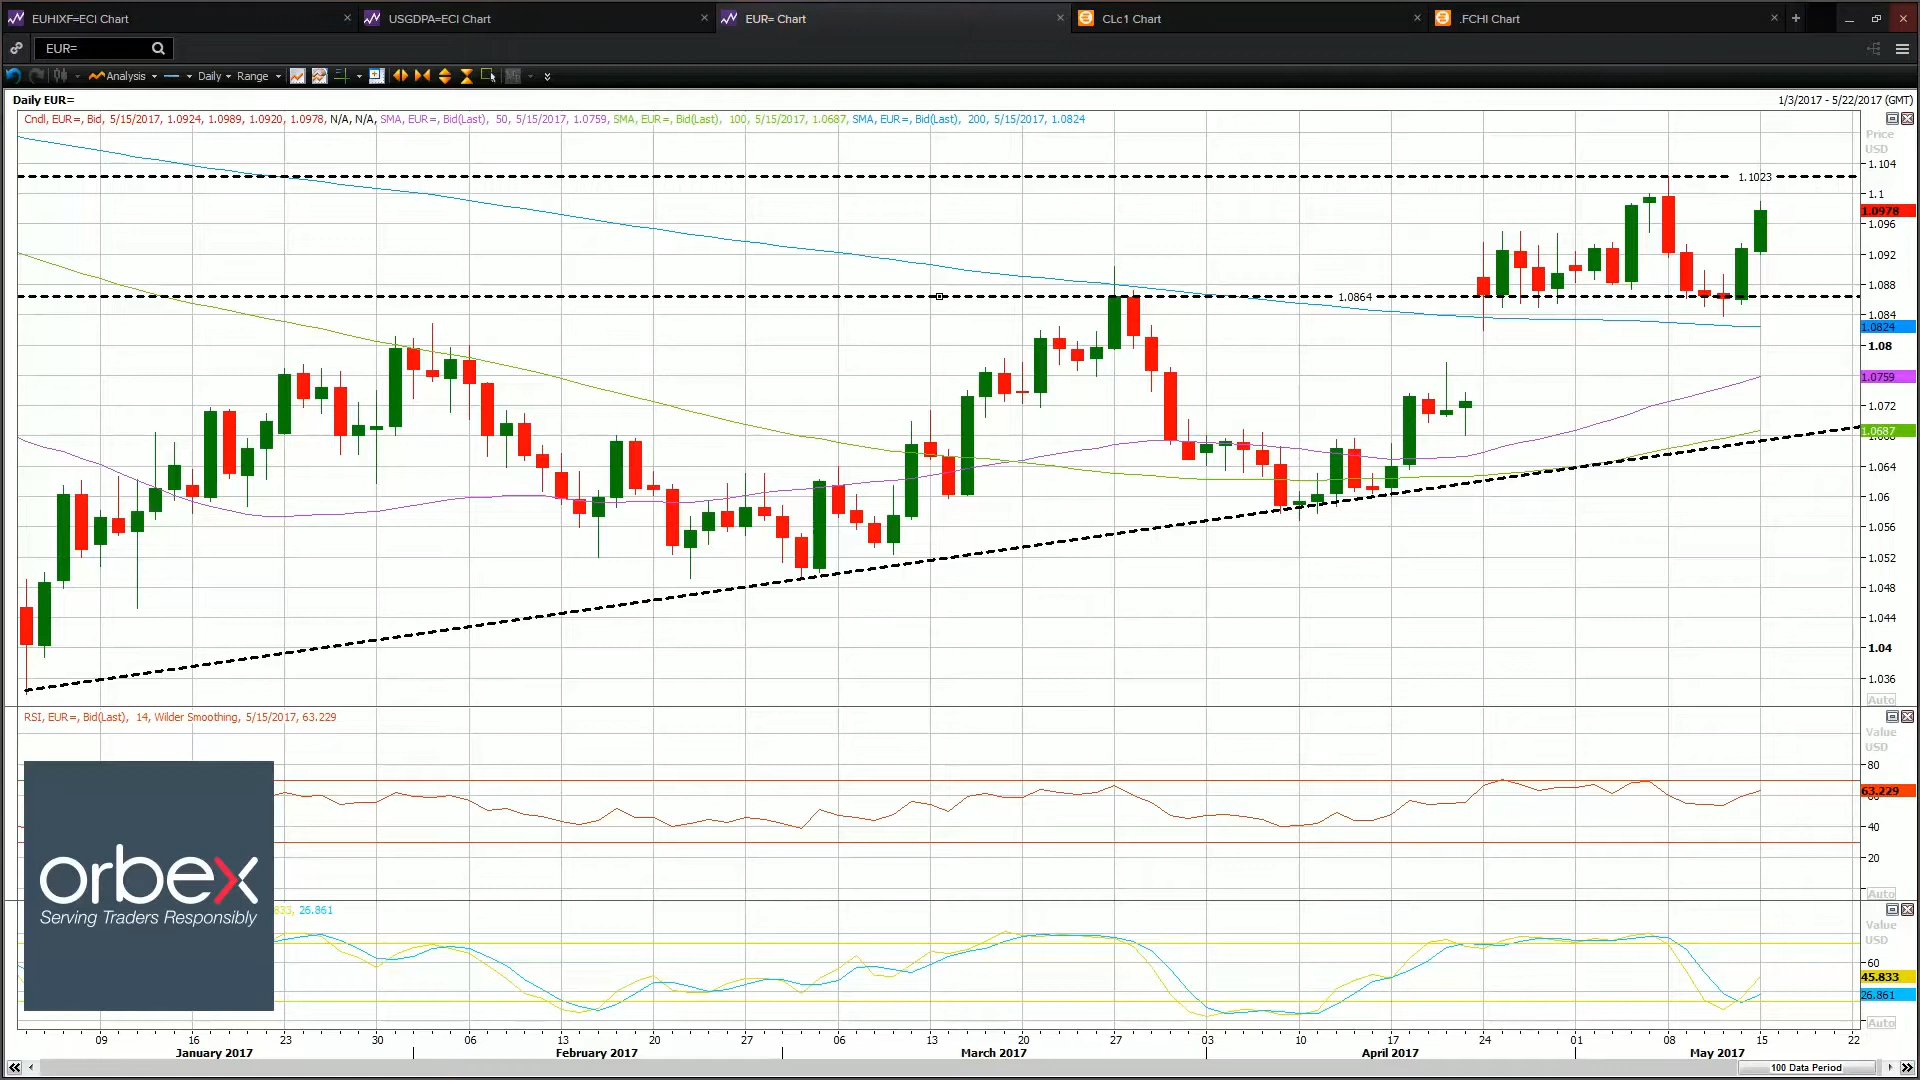 EUHIXF=ECI Chart
USGDPA=ECI Chart
EUR= Chart
CLc1 Chart
.FCHI Chart
EUR=
Analysis
Daily
Range
Daily EUR=
1/3/2017 - 5/22/2017 (GMT)
Cndl, EUR=, Bid, 5/15/2017, 1.0924, 1.0989, 1.0920, 1.0978, N/A, N/A, SMA, EUR=, Bid(Last), 50, 5/15/2017, 1.0759, SMA, EUR=, Bid(Last), 100, 5/15/2017, 1.0687, SMA, EUR=, Bid(Last), 200, 5/15/2017, 1.0824
Price
USD
1.104
1.1023
1.1
1.0978
1.096
1.092
1.088
1.0864
1.084
1.0824
1.08
1.0759
1.072
1.0687
1.064
1.06
1.056
1.052
1.048
1.044
1.04
1.036
Auto
RSI, EUR=, Bid(Last), 14, Wilder Smoothing, 5/15/2017, 63.229
Value
USD
80
63.229
40
20
Auto
orbex
Serving Traders Responsibly
833, 26.861
Value
USD
60
45.833
26.861
Auto
09 16 23 30 06 13 20 27 06 13 20 27 03 10 17 24 01 08 15 22
January 2017 February 2017 March 2017 April 2017 May 2017
100 Data Period